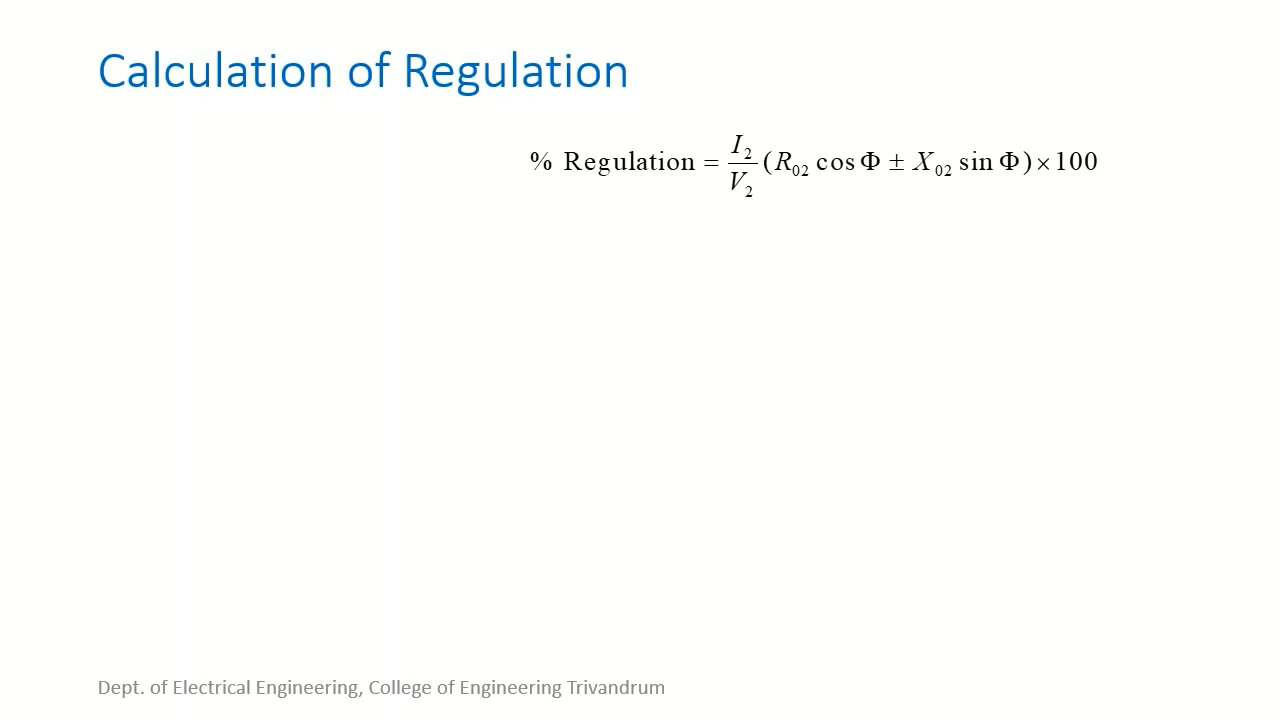 Calculation of Regulation
% Regulation = I₂/V₂ (R₀₂ cos Φ ± X₀₂ sin Φ) × 100
Dept. of Electrical Engineering, College of Engineering Trivandrum